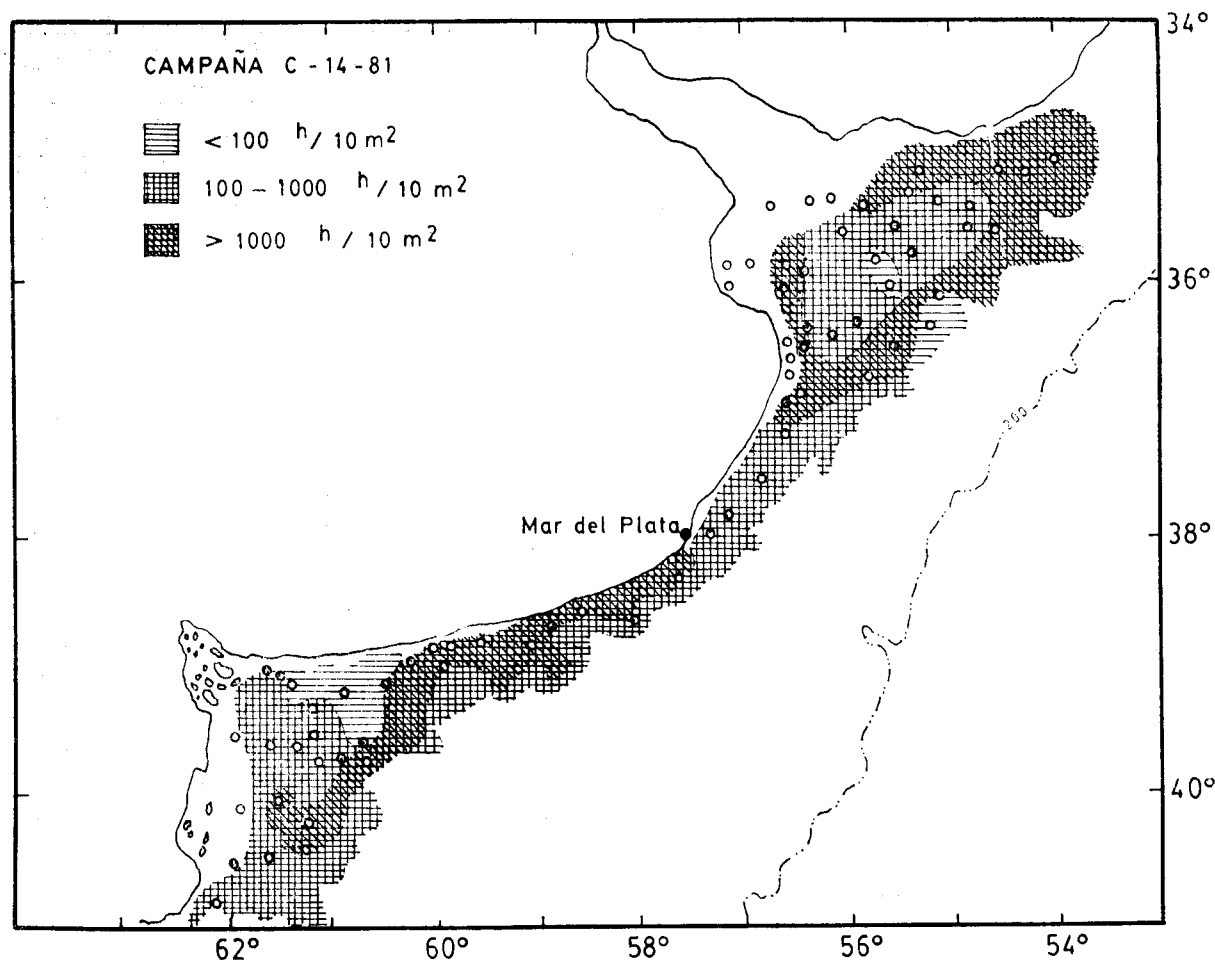 CAMPAÑA C-14-81
< 100 h/10 m²
100 – 1000 h/10 m²
> 1000 h/10 m²
34°
36°
200
Mar del Plata
38°
40°
62° 60° 58° 56° 54°